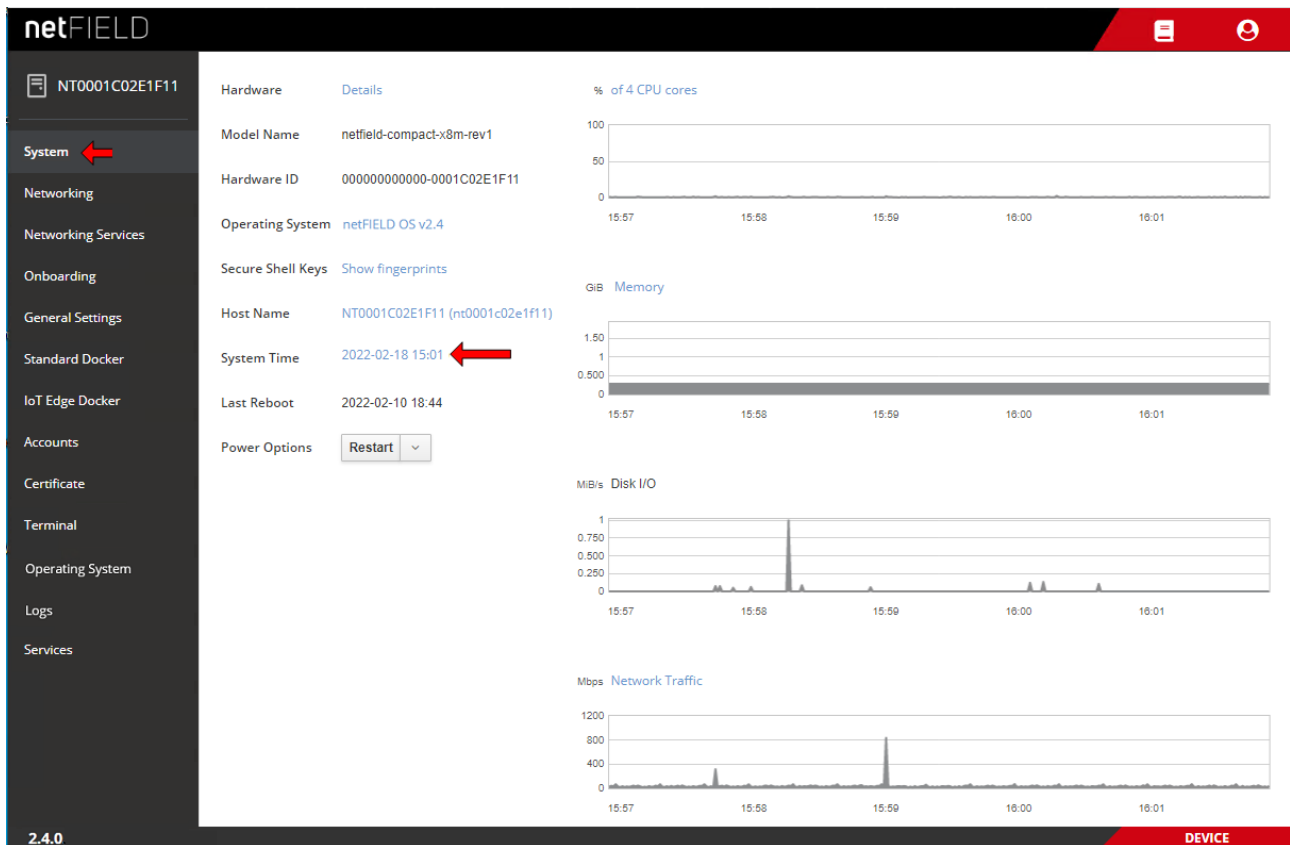 netFIELD
NT0001C02E1F11
System
Networking
Networking Services
Onboarding
General Settings
Standard Docker
IoT Edge Docker
Accounts
Certificate
Terminal
Operating System
Logs
Services
2.4.0
Hardware Details
Model Name netfield-compact-x8m-rev1
Hardware ID 000000000000-0001C02E1F11
Operating System netFIELD OS v2.4
Secure Shell Keys Show fingerprints
Host Name NT0001C02E1F11 (nt0001c02e1f11)
System Time 2022-02-18 15:01
Last Reboot 2022-02-10 18:44
Power Options Restart
% of 4 CPU cores
100
50
0
15:57 15:58 15:59 16:00 16:01
GiB Memory
1.50
1
0.500
0
15:57 15:58 15:59 16:00 16:01
MiB/s Disk I/O
1
0.750
0.500
0.250
0
15:57 15:58 15:59 16:00 16:01
Mbps Network Traffic
1200
800
400
0
15:57 15:58 15:59 16:00 16:01
DEVICE